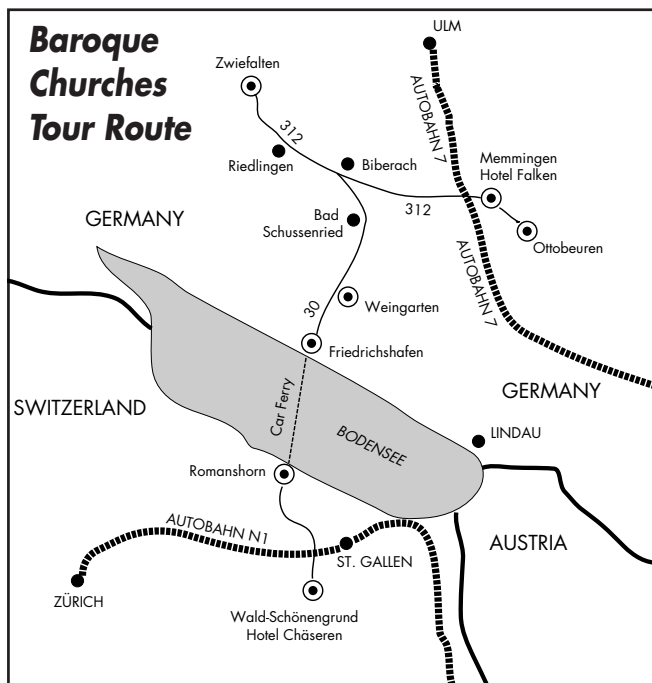 Baroque
Churches
Tour Route
ULM
Zwiefalten
AUTOBAHN 7
312
Riedlingen
Biberach
Memmingen
Hotel Falken
GERMANY
Bad
Schussenried
312
Ottobeuren
AUTOBAHN 7
30
Weingarten
Friedrichshafen
GERMANY
SWITZERLAND
Car Ferry
BODENSEE
LINDAU
Romanshorn
AUTOBAHN N1
ST. GALLEN
AUSTRIA
ZÜRICH
Wald-Schönengrund
Hotel Chäseren